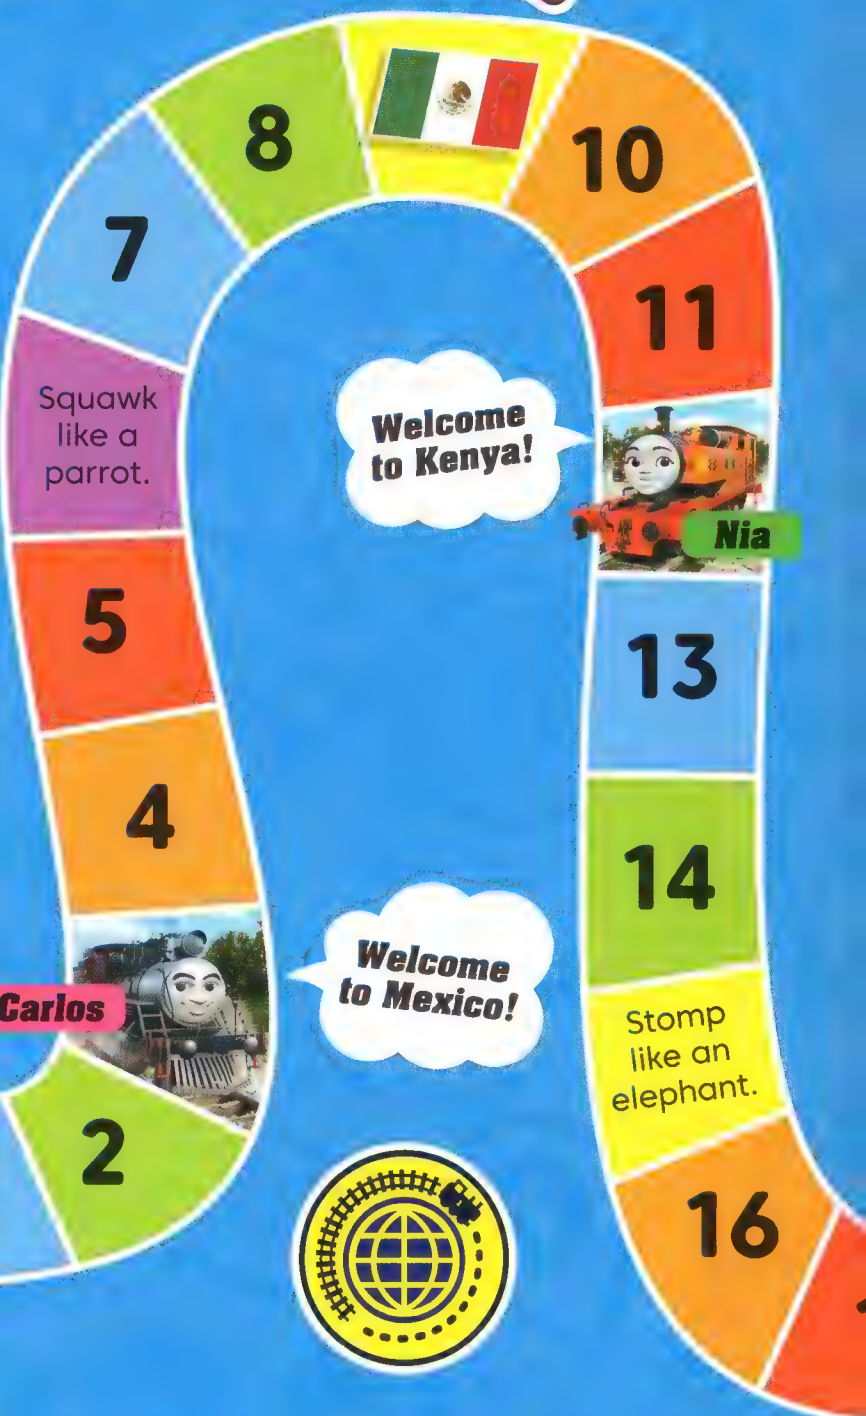 8
10
7
11
Squawk
like a
parrot.
Welcome
to Kenya!
Nia
5
13
4
14
Carlos
Welcome
to Mexico!
Stomp
like an
elephant.
2
16